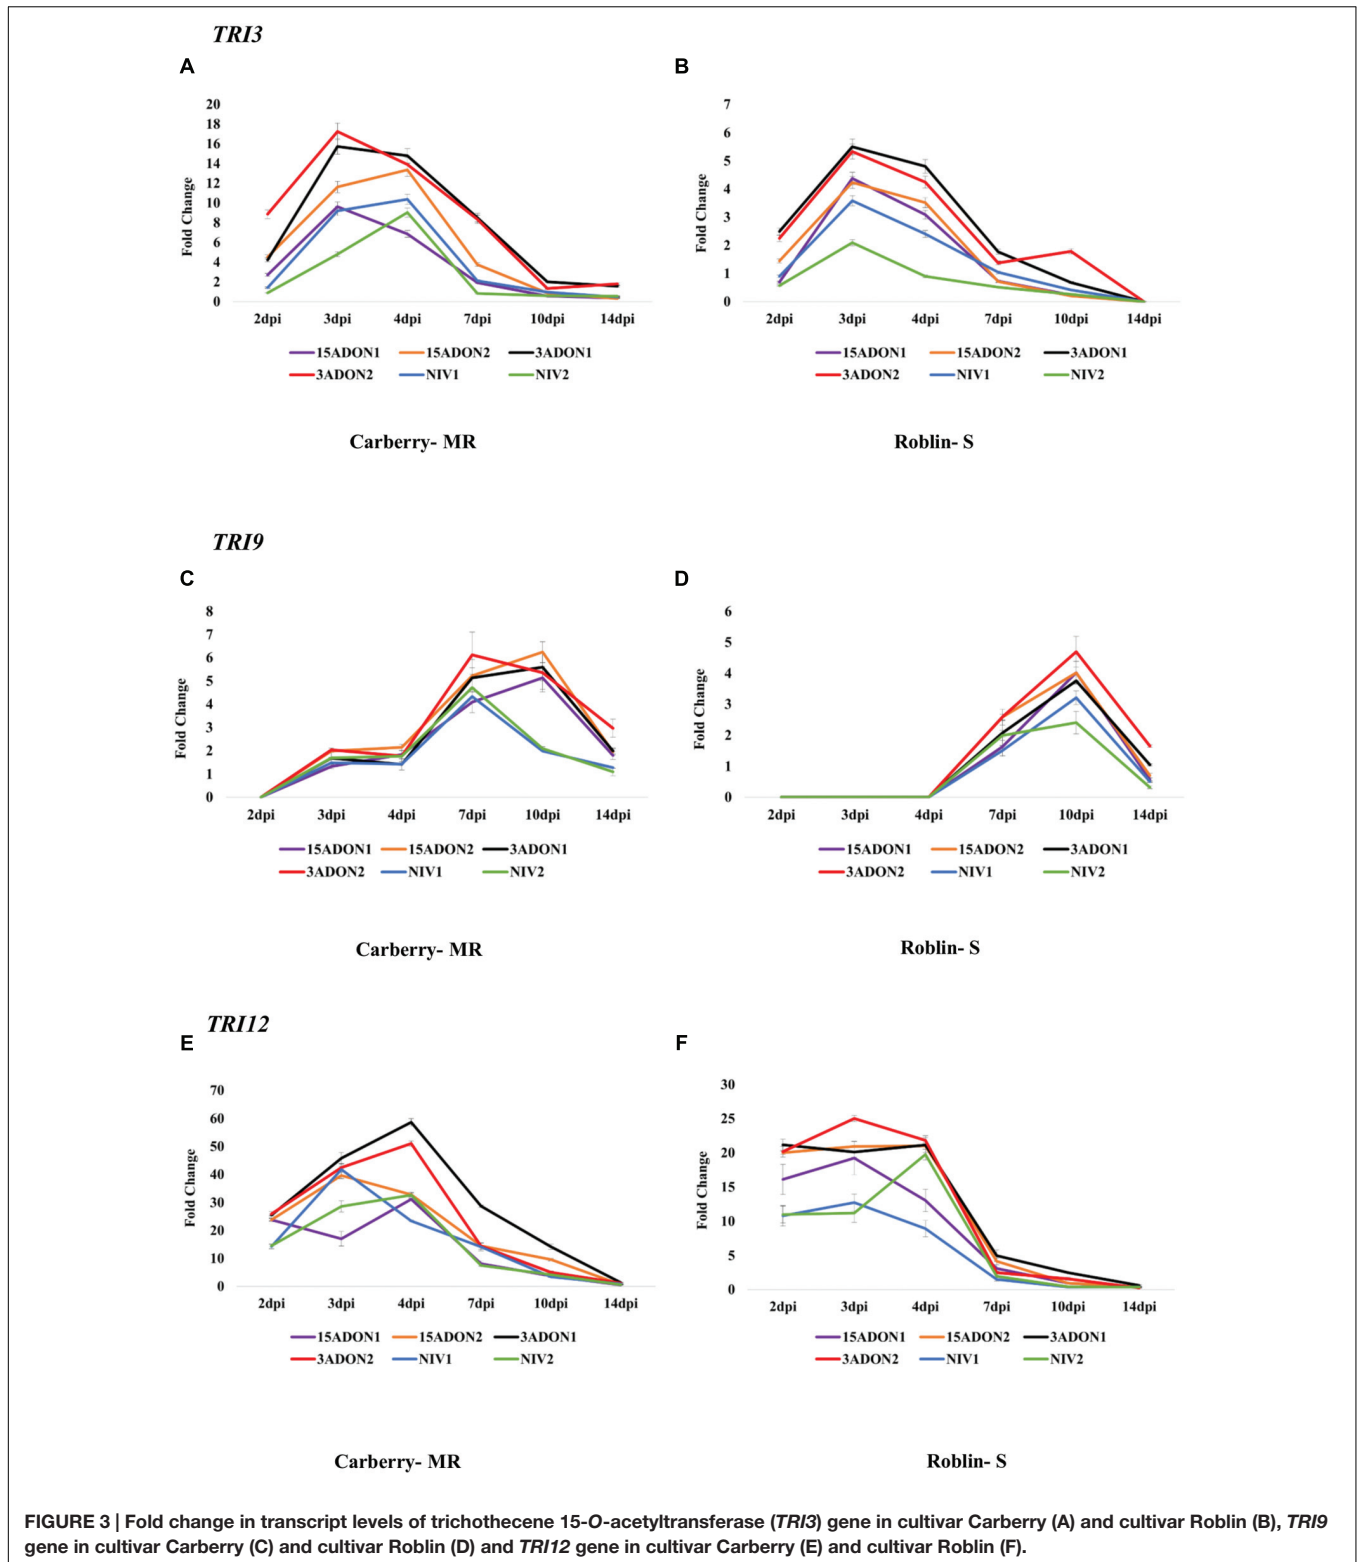 TRI3
A
B
20
18
16
14
12
10
8
6
4
2
0
Fold Change
2dpi 3dpi 4dpi 7dpi 10dpi 14dpi
15ADON1 15ADON2 3ADON1
3ADON2 NIV1 NIV2
Carberry- MR
7
6
5
4
3
2
1
0
Fold Change
2dpi 3dpi 4dpi 7dpi 10dpi 14dpi
15ADON1 15ADON2 3ADON1
3ADON2 NIV1 NIV2
Roblin- S
TRI9
C
D
8
7
6
5
4
3
2
1
0
Fold Change
2dpi 3dpi 4dpi 7dpi 10dpi 14dpi
15ADON1 15ADON2 3ADON1
3ADON2 NIV1 NIV2
Carberry- MR
6
5
4
3
2
1
0
Fold Change
2dpi 3dpi 4dpi 7dpi 10dpi 14dpi
15ADON1 15ADON2 3ADON1
3ADON2 NIV1 NIV2
Roblin- S
TRI12
E
F
70
60
50
40
30
20
10
0
Fold Change
2dpi 3dpi 4dpi 7dpi 10dpi 14dpi
15ADON1 15ADON2 3ADON1
3ADON2 NIV1 NIV2
Carberry- MR
30
25
20
15
10
5
0
Fold Change
2dpi 3dpi 4dpi 7dpi 10dpi 14dpi
15ADON1 15ADON2 3ADON1
3ADON2 NIV1 NIV2
Roblin- S
FIGURE 3 | Fold change in transcript levels of trichothecene 15-O-acetyltransferase (TRI3) gene in cultivar Carberry (A) and cultivar Roblin (B), TRI9
gene in cultivar Carberry (C) and cultivar Roblin (D) and TRI12 gene in cultivar Carberry (E) and cultivar Roblin (F).